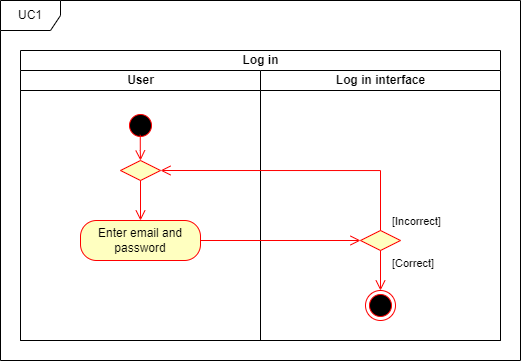 UC1
Log in
User
Log in interface
Enter email and
password
[Incorrect]
[Correct]